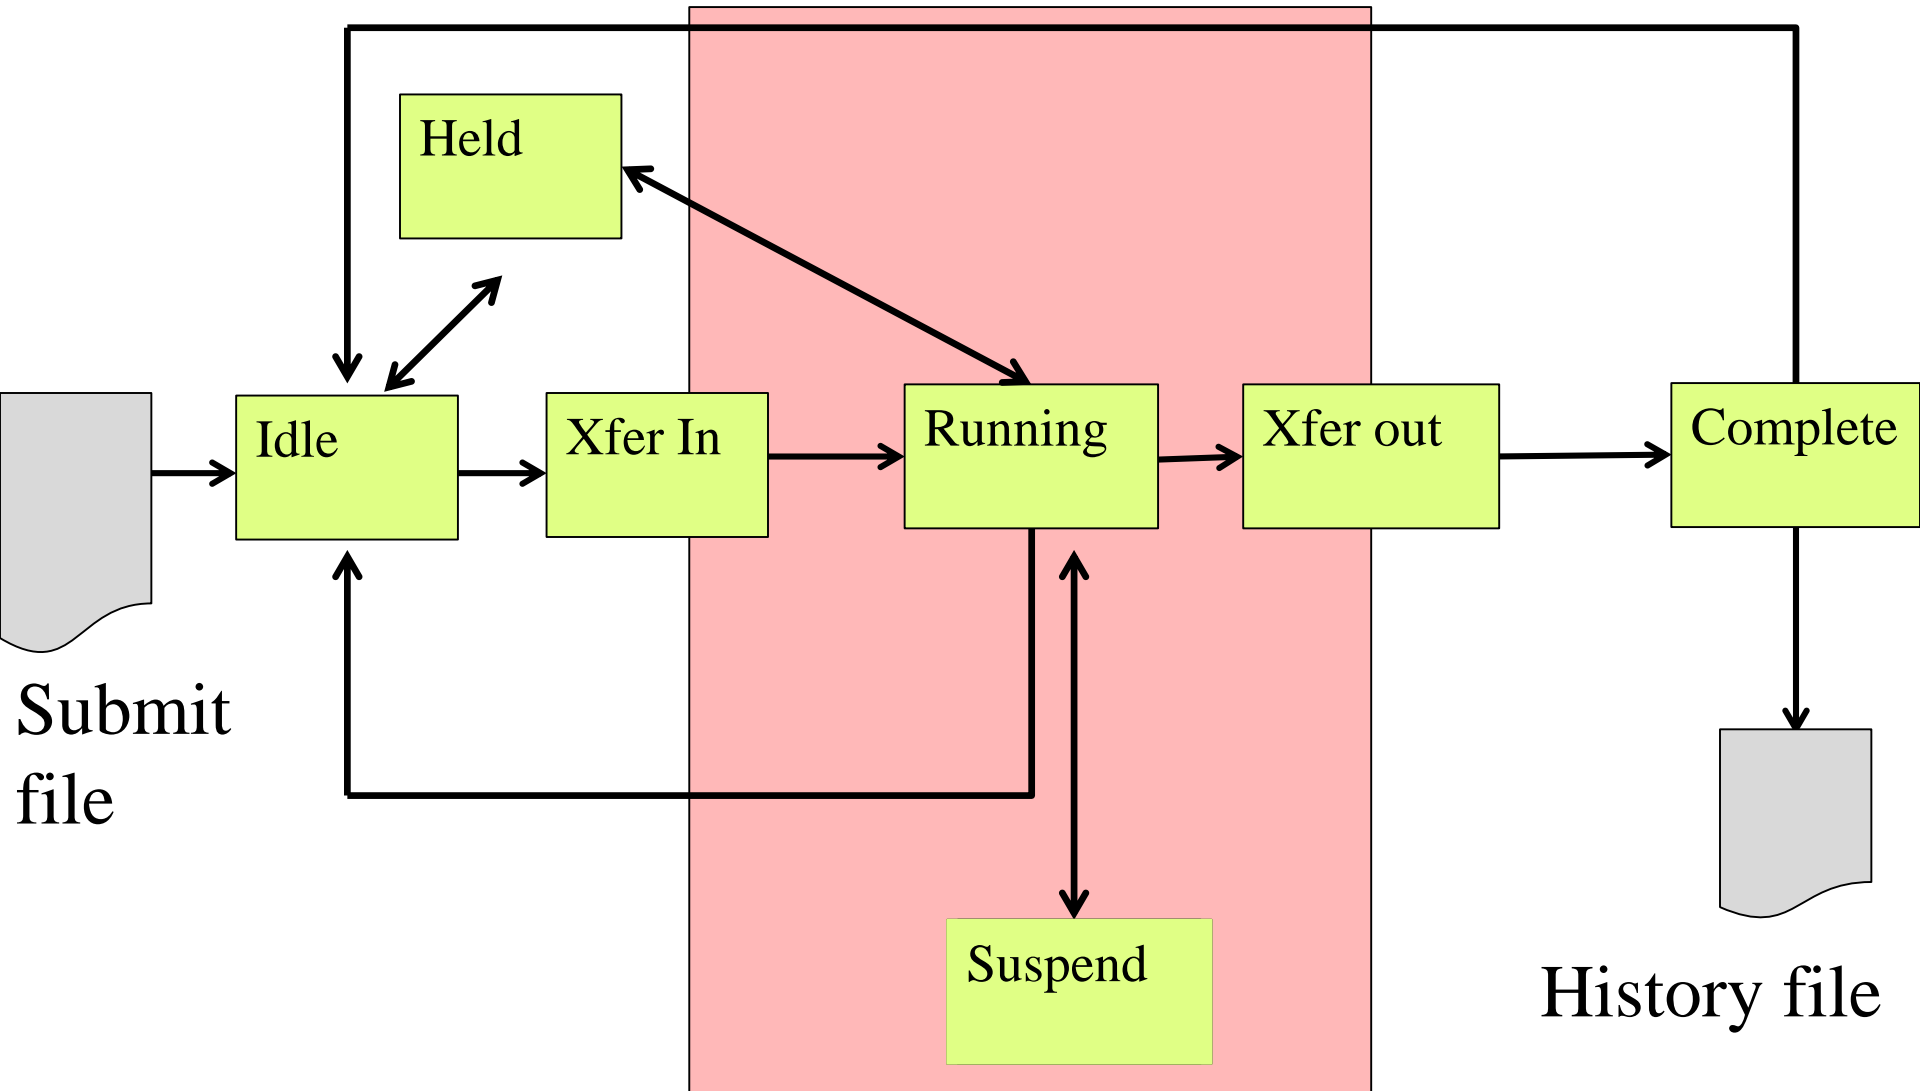 Held
Idle
Xfer In
Running
Xfer out
Complete
Submit
file
Suspend
History file